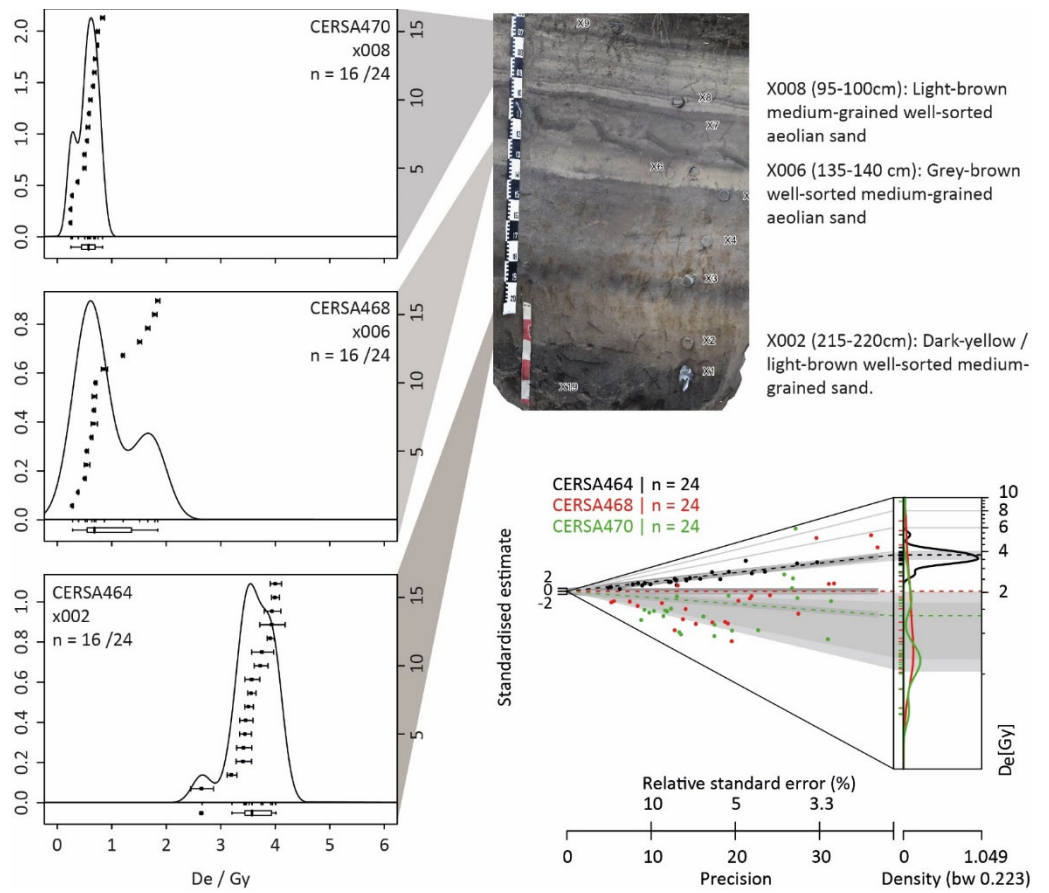 CERSA470
x008
n = 16 /24
2.0
1.5
1.0
0.5
0.0
15
10
5
CERSA468
x006
n = 16 /24
0.8
0.6
0.4
0.2
0.0
15
10
5
CERSA464
x002
n = 16 /24
1.0
0.8
0.6
0.4
0.2
0.0
15
10
5
0 1 2 3 4 5 6
De / Gy
X9
X8
X7
X6
X4
X3
X2
X1
X19
X008 (95-100cm): Light-brown
medium-grained well-sorted
aeolian sand
X006 (135-140 cm): Grey-brown
well-sorted medium-grained
aeolian sand
X002 (215-220cm): Dark-yellow /
light-brown well-sorted medium-
grained sand.
CERSA464 | n = 24
CERSA468 | n = 24
CERSA470 | n = 24
Standardised estimate
2
0
-2
10
8
6
4
2
De[Gy]
Relative standard error (%)
10 5 3.3
0 10 20 30
Precision
0 1.049
Density (bw 0.223)